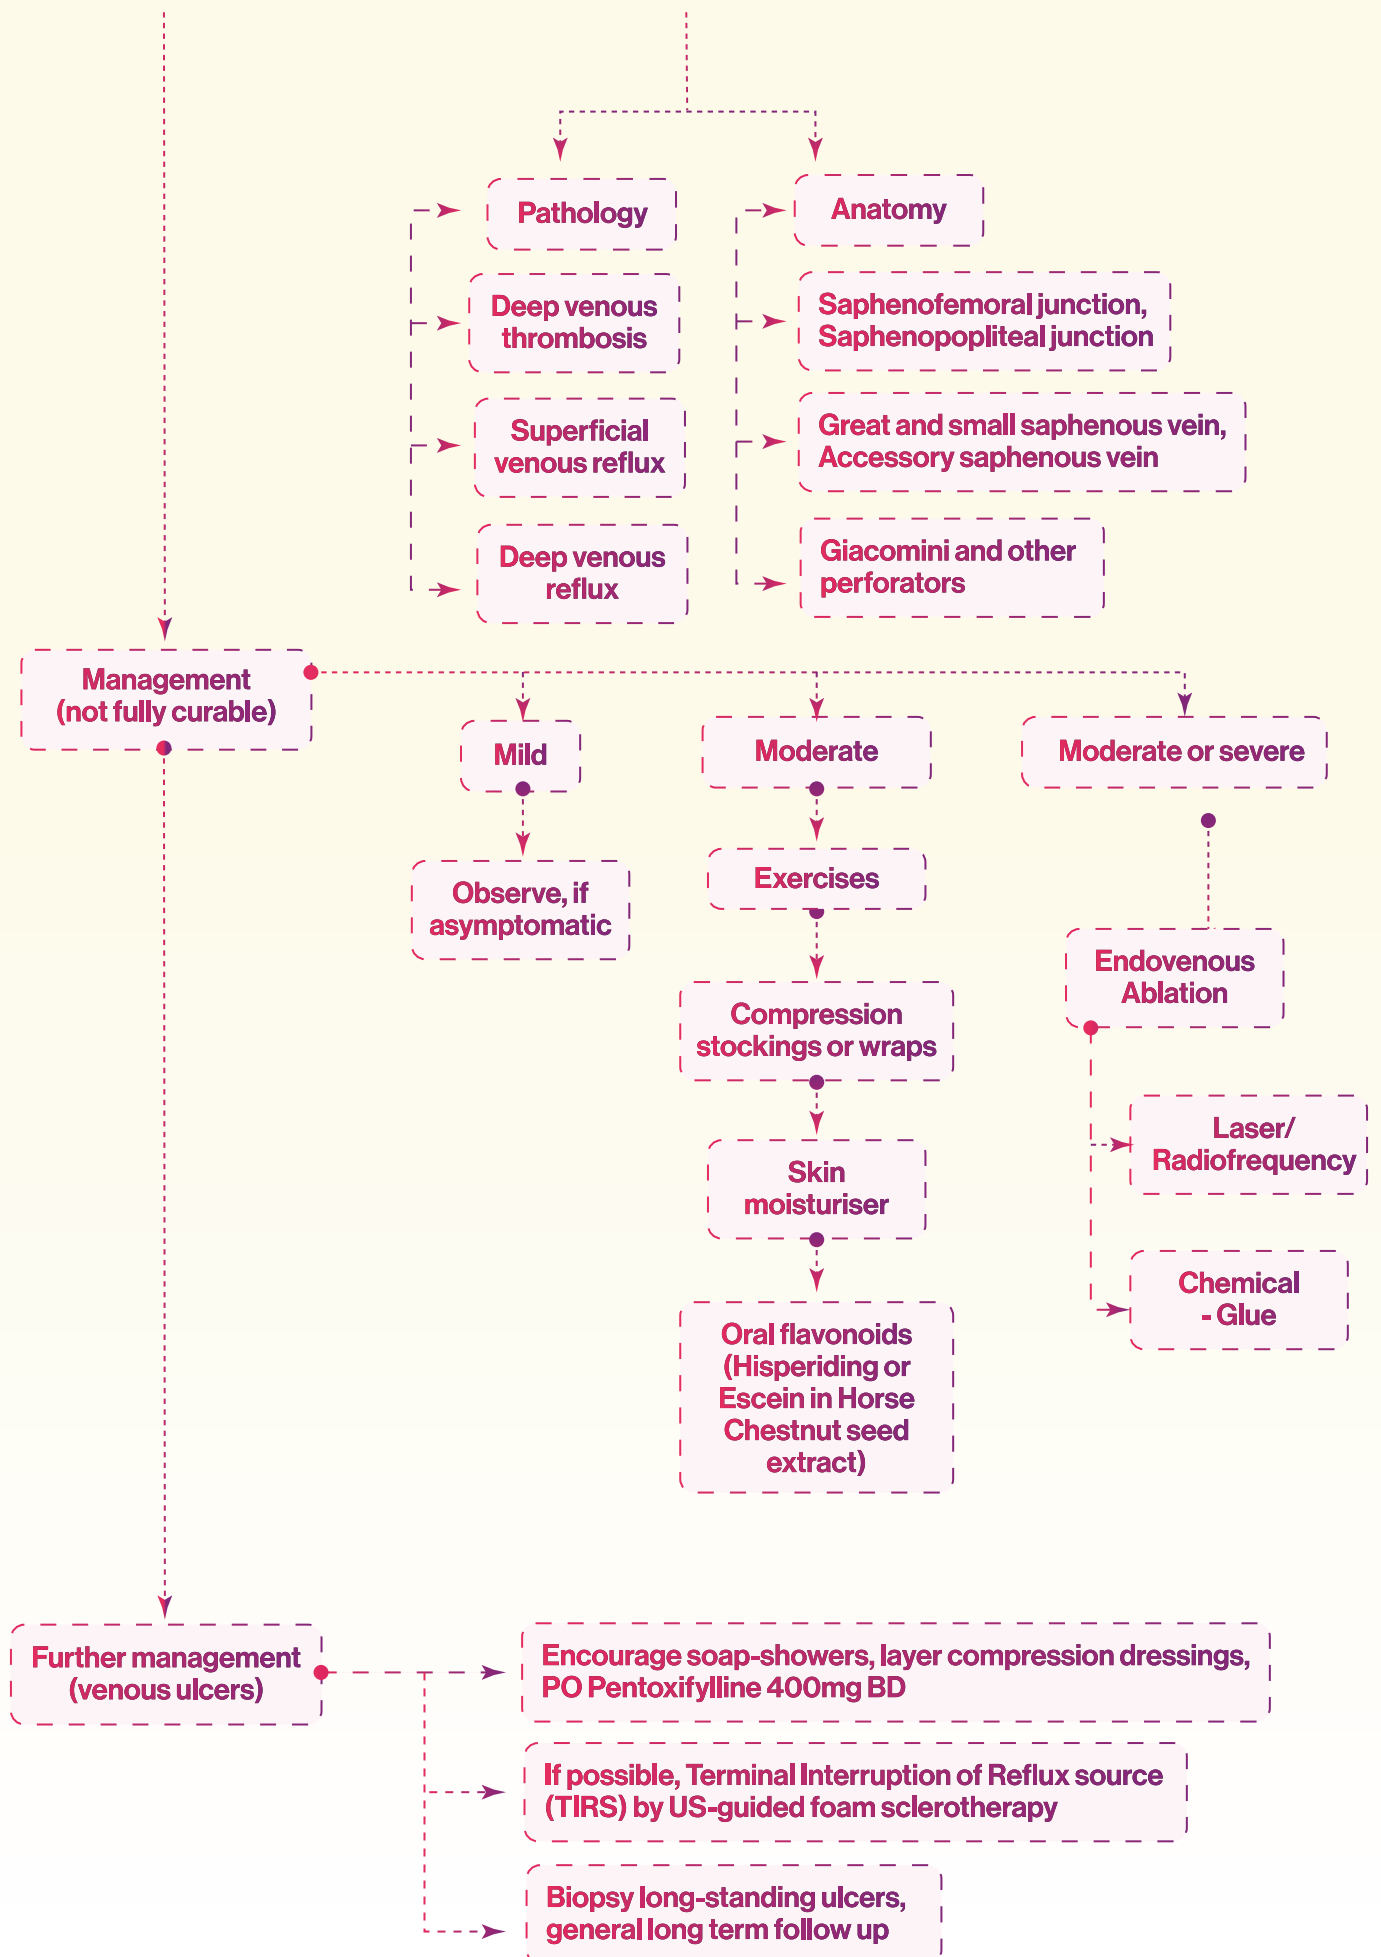 Pathology
Deep venous
thrombosis
Superficial
venous reflux
Deep venous
reflux
Anatomy
Saphenofemoral junction,
Saphenopopliteal junction
Great and small saphenous vein,
Accessory saphenous vein
Giacomini and other
perforators
Management
(not fully curable)
Mild
Observe, if
asymptomatic
Moderate
Exercises
Compression
stockings or wraps
Skin
moisturiser
Oral flavonoids
(Hisperiding or
Escein in Horse
Chestnut seed
extract)
Moderate or severe
Endovenous
Ablation
Laser/
Radiofrequency
Chemical
- Glue
Further management
(venous ulcers)
Encourage soap-showers, layer compression dressings,
PO Pentoxifylline 400mg BD
If possible, Terminal Interruption of Reflux source
(TIRS) by US-guided foam sclerotherapy
Biopsy long-standing ulcers,
general long term follow up